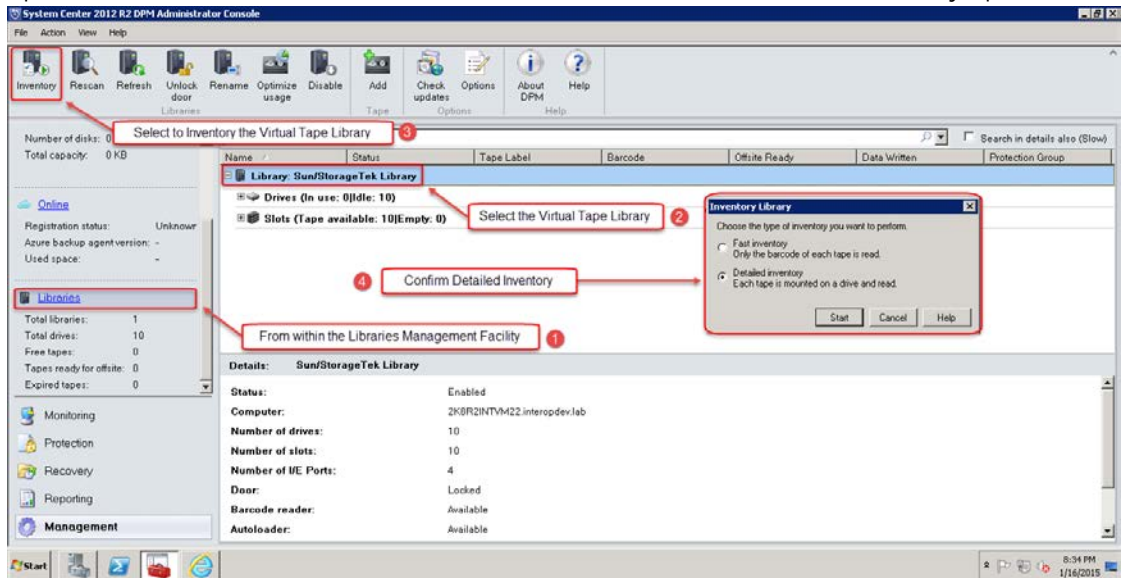 System Center 2012 R2 DPM Administrator Console
File Action View Help
Inventory Rescan Refresh Unlock door Rename Optimize usage Disable Add Check updates Options About DPM Help
Libraries Tape Options Help
Number of disks: 0
Select to Inventory the Virtual Tape Library 3
Search in details also (Slow)
Total capacity: 0 KB
Name Status Tape Label Barcode Offsite Ready Data Written Protection Group
Library: Sun/StorageTek Library
Drives (In use: 0|Idle: 10)
Slots (Tape available: 10|Empty: 0)
Select the Virtual Tape Library 2
Online
Registration status: Unknown
Azure backup agent version: -
Used space: -
Inventory Library
Choose the type of inventory you want to perform.
Fast inventory
Only the barcode of each tape is read.
Detailed inventory
Each tape is mounted on a drive and read.
Start Cancel Help
4 Confirm Detailed Inventory
Libraries
Total libraries: 1
Total drives: 10
Free tapes: 0
Tapes ready for offsite: 0
Expired tapes: 0
From within the Libraries Management Facility 1
Details: Sun/StorageTek Library
Status: Enabled
Computer: 2K8R2INTVM22.interopdev.lab
Number of drives: 10
Number of slots: 10
Number of I/E Ports: 4
Door: Locked
Barcode reader: Available
Autoloader: Available
Monitoring
Protection
Recovery
Reporting
Management
Start
8:34 PM
1/16/2015